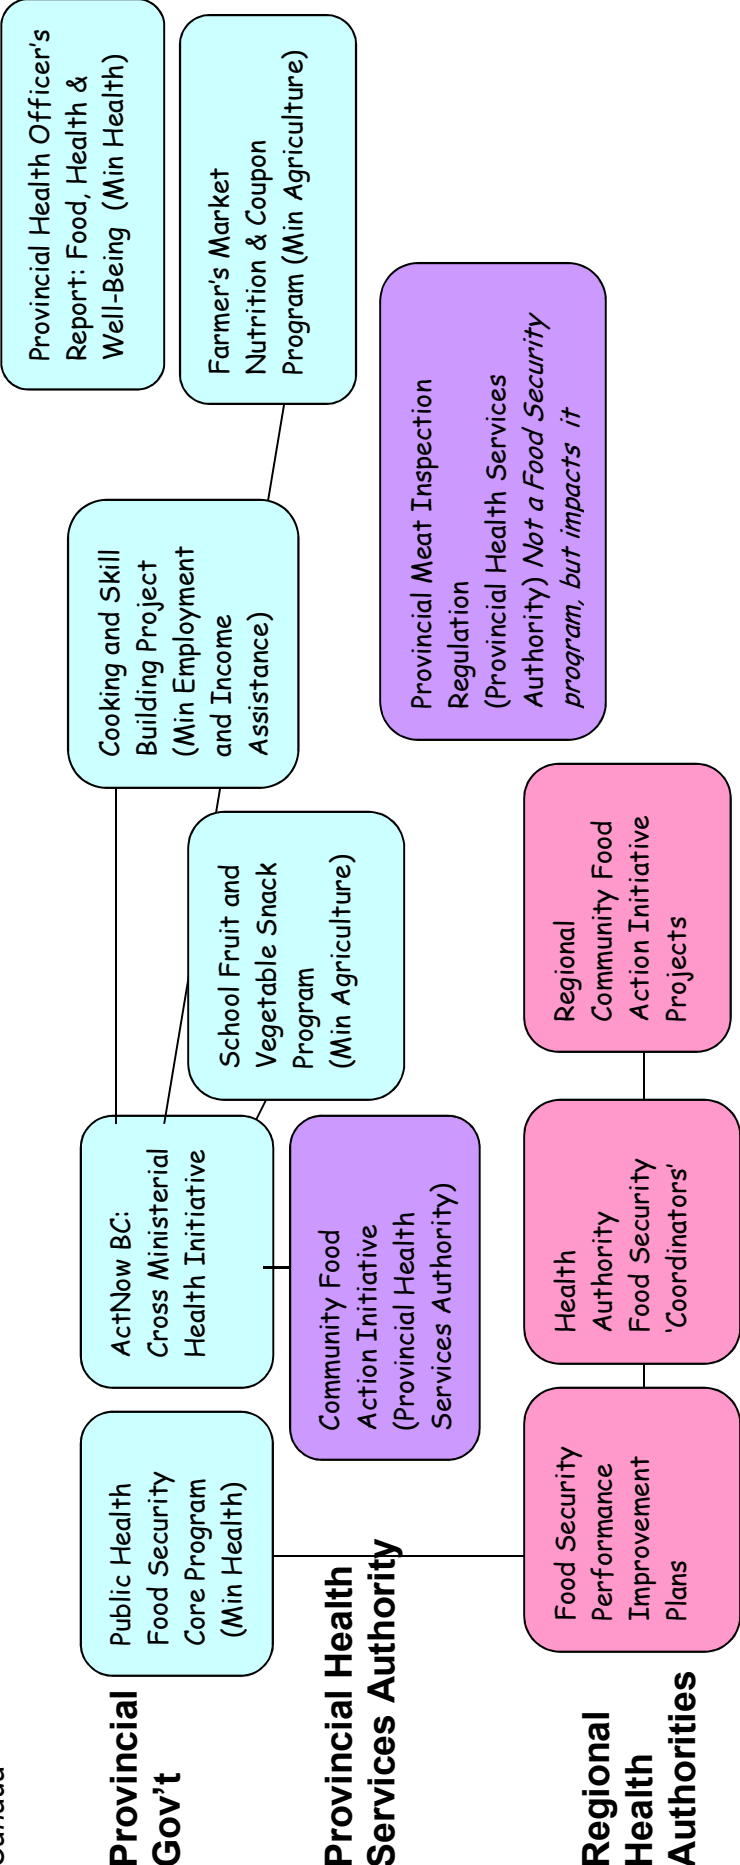 Canada
Provincial
Gov't
Public Health
Food Security
Core Program
(Min Health)
ActNow BC:
Cross Ministerial
Health Initiative
School Fruit and
Vegetable Snack
Program
(Min Agriculture)
Cooking and Skill
Building Project
(Min Employment
and Income
Assistance)
Provincial Health Officer's
Report: Food, Health &
Well-Being (Min Health)
Farmer's Market
Nutrition & Coupon
Program (Min Agriculture)
Provincial Health
Services Authority
Community Food
Action Initiative
(Provincial Health
Services Authority)
Provincial Meat Inspection
Regulation
(Provincial Health Services
Authority) Not a Food Security
program, but impacts it
Regional
Health
Authorities
Food Security
Performance
Improvement
Plans
Health
Authority
Food Security
'Coordinators'
Regional
Community Food
Action Initiative
Projects